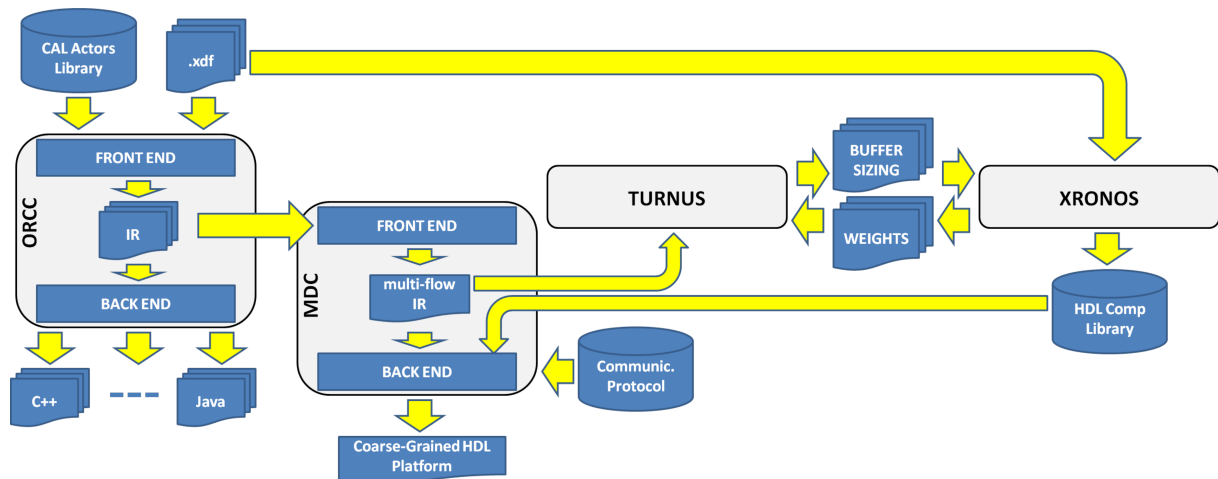 CAL Actors
Library
.xdf
ORCC
FRONT END
IR
BACK END
C++
Java
MDC
FRONT END
multi-flow
IR
BACK END
Coarse-Grained HDL
Platform
Communic.
Protocol
TURNUS
BUFFER
SIZING
WEIGHTS
XRONOS
HDL Comp
Library